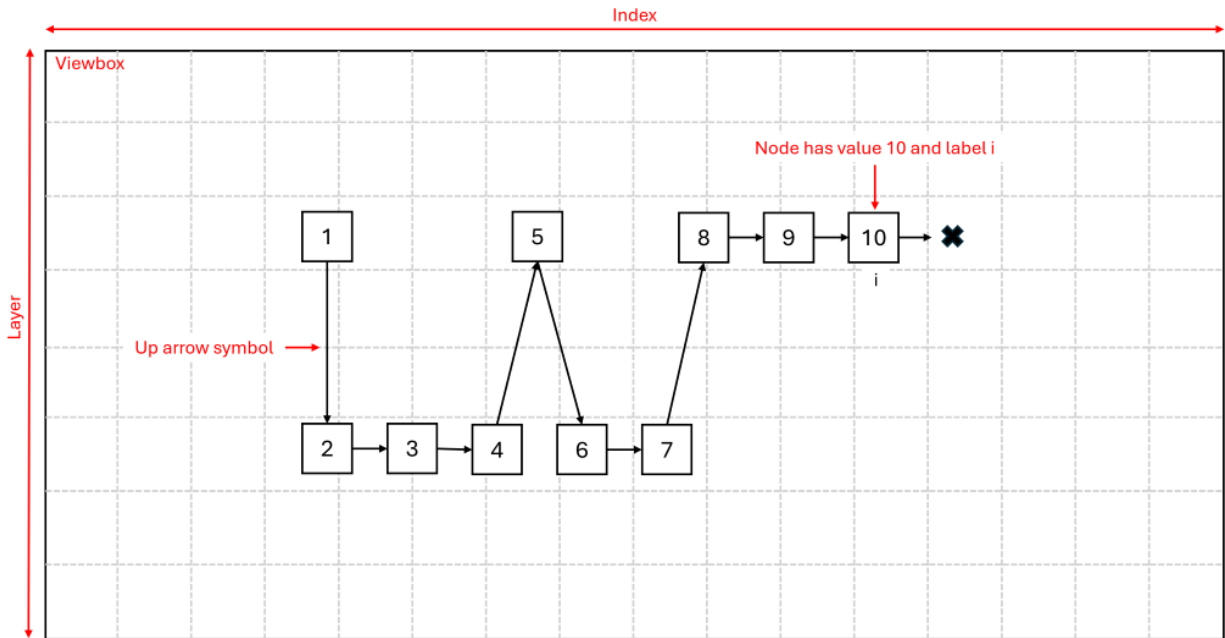 Index
Viewbox
Node has value 10 and label i
1
5
8
9
10
i
Layer
Up arrow symbol
2
3
4
6
7